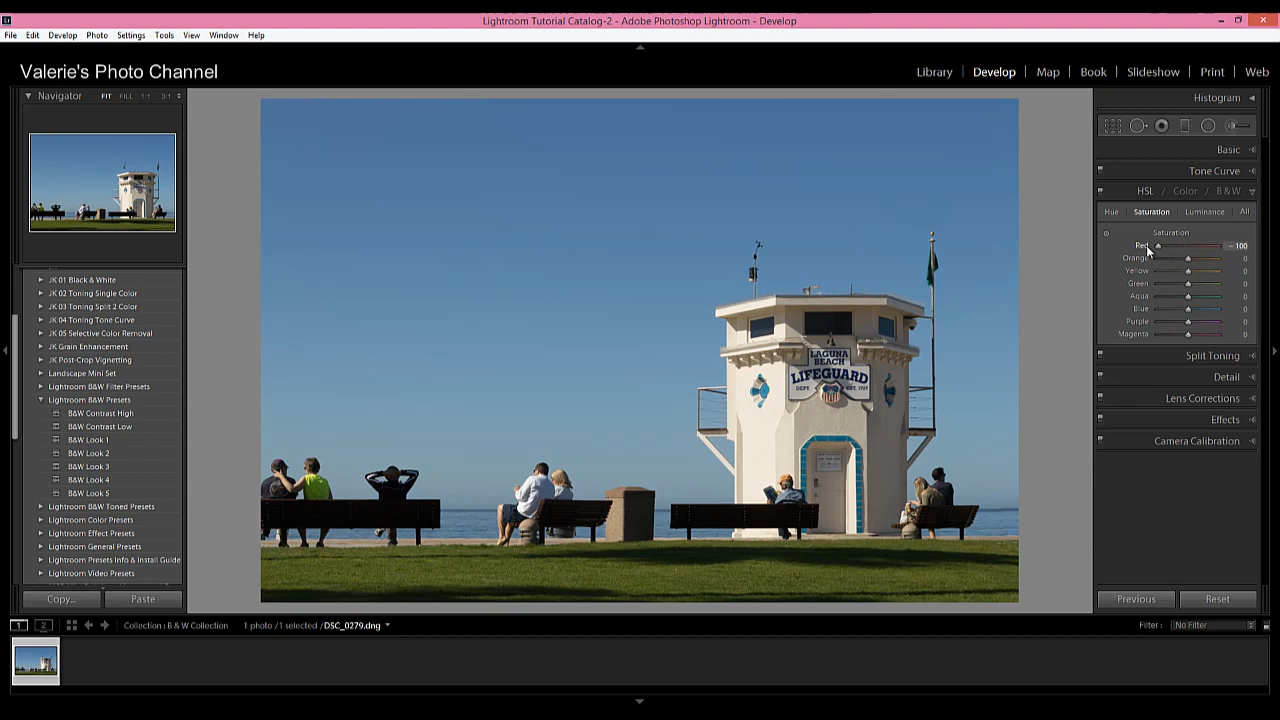 Lightroom Tutorial Catalog-2 - Adobe Photoshop Lightroom - Develop
File Edit Develop Photo Settings Tools View Window Help
Valerie's Photo Channel
Library | Develop | Map | Book | Slideshow | Print | Web
Navigator FIT FILL 1:1 3:1
Histogram
Basic
Tone Curve
HSL / Color / B & W
Hue Saturation Luminance All
Saturation
Red - 100
Orange 0
Yellow 0
Green 0
Aqua 0
Blue 0
Purple 0
Magenta 0
Split Toning
Detail
Lens Corrections
Effects
Camera Calibration
JK 01 Black & White
JK 02 Toning Single Color
JK 03 Toning Split 2 Color
JK 04 Toning Tone Curve
JK 05 Selective Color Removal
JK Grain Enhancement
JK Post-Crop Vignetting
Landscape Mini Set
Lightroom B&W Filter Presets
Lightroom B&W Presets
B&W Contrast High
B&W Contrast Low
B&W Look 1
B&W Look 2
B&W Look 3
B&W Look 4
B&W Look 5
Lightroom B&W Toned Presets
Lightroom Color Presets
Lightroom Effect Presets
Lightroom General Presets
Lightroom Presets Info & Install Guide
Lightroom Video Presets
LAGUNA
BEACH
LIFEGUARD
DEPT. EST. 1929
Copy... Paste
Previous Reset
1 2 Collection : B & W Collection 1 photo / 1 selected / DSC_0279.dng Filter : No Filter